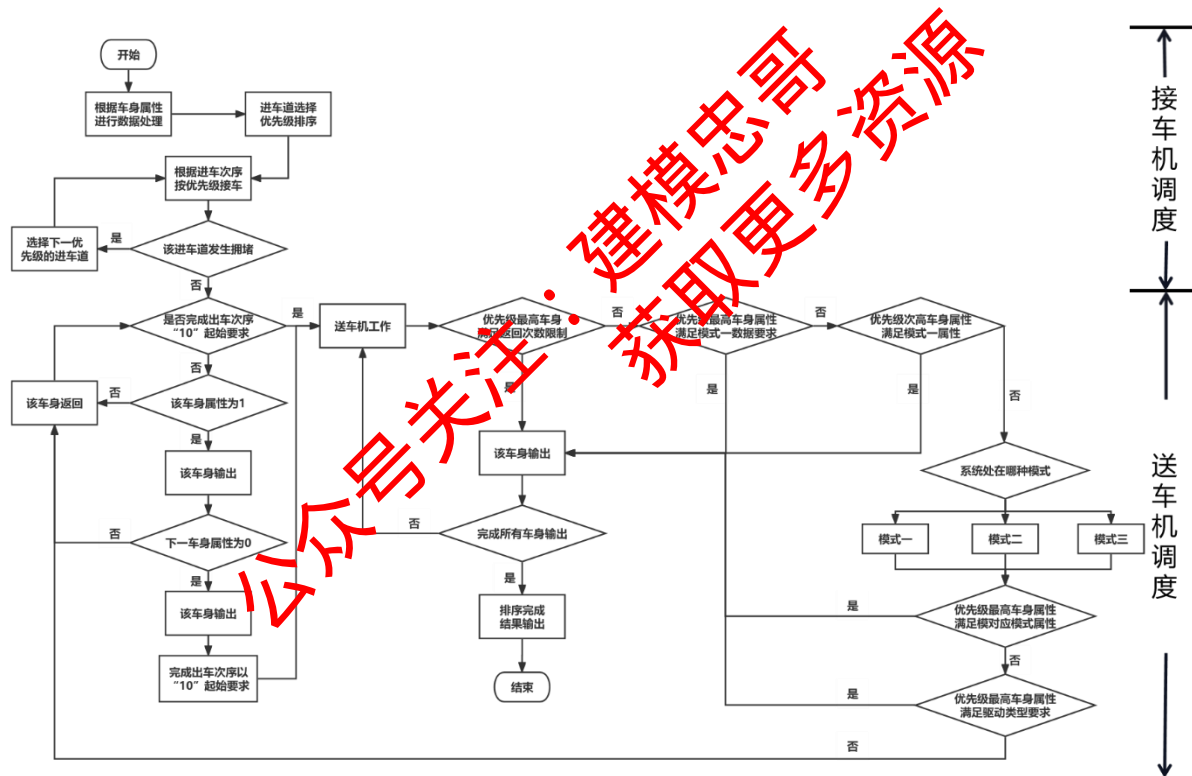 开始
根据车身属性
进行数据处理
进车道选择
优先级排序
根据进车次序
按优先级接车
选择下一优
先级的进车道
是
该进车道发生拥堵
否
是否完成出车次序
“10”起始要求
是
送车机工作
优先级最高车身
满足返回次数限制
否
优先级最高车身属性
满足模式一数据要求
否
优先级次高车身属性
满足模式一属性
否
该车身返回
否
该车身属性为1
是
是
是
否
是
该车身输出
该车身输出
系统处在哪种模式
否
下一车身属性为0
否
完成所有车身输出
模式一
模式二
模式三
是
是
该车身输出
排序完成
结果输出
是
优先级最高车身属性
满足模对应模式属性
否
完成出车次序以
“10”起始要求
结束
是
优先级最高车身属性
满足驱动类型要求
否
接车机调度
送车机调度
公众号关注：建模忠哥
获取更多资源